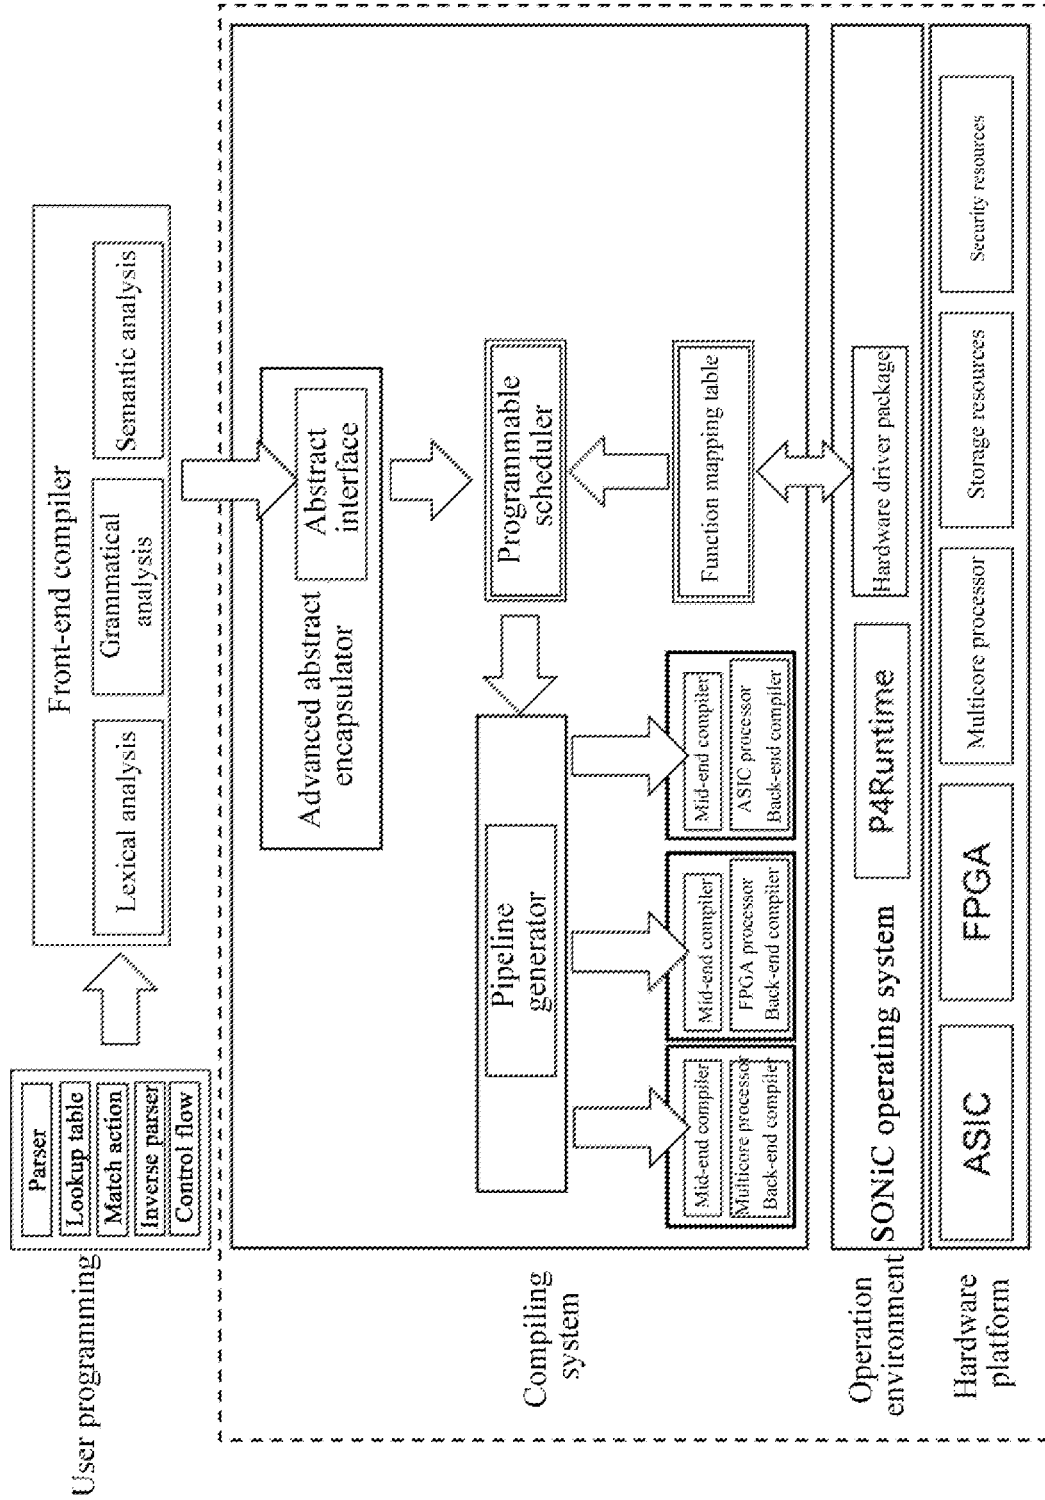 User programming
Parser
Lookup table
Match action
Inverse parser
Control flow
Front-end compiler
Lexical analysis
Grammatical
analysis
Semantic analysis
Compiling
system
Advanced abstract
encapsulator
Abstract
interface
Pipeline
generator
Programmable
scheduler
Function mapping table
Mid-end compiler
Multicore processor
Back-end compiler
Mid-end compiler
FPGA processor
Back-end compiler
Mid-end compiler
ASIC processor
Back-end compiler
Operation
environment
SONiC operating system
P4Runtime
Hardware driver package
Hardware
platform
ASIC
FPGA
Multicore processor
Storage resources
Security resources